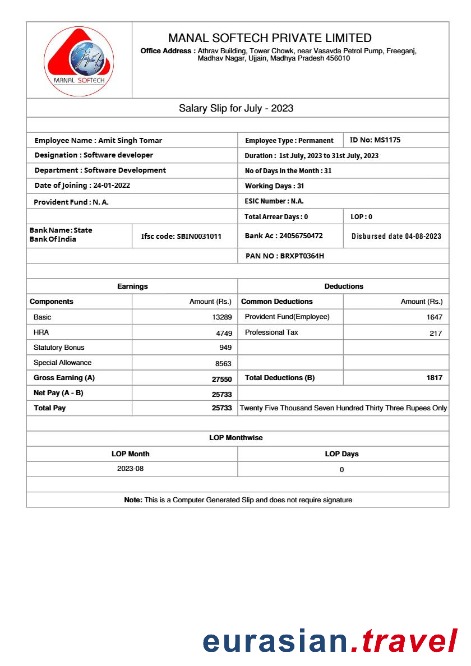 MANAL SOFTECH
MANAL SOFTECH PRIVATE LIMITED
Office Address : Athrav Building, Tower Chowk, near Vasavda Petrol Pump, Freeganj,
Madhav Nagar, Ujjain, Madhya Pradesh 456010
Salary Slip for July - 2023
Employee Name : Amit Singh Tomar Employee Type : Permanent ID No: MS1175
Designation : Software developer Duration : 1st July, 2023 to 31st July, 2023
Department : Software Development No of Days in the Month : 31
Date of Joining : 24-01-2022 Working Days : 31
Provident Fund : N. A. ESIC Number : N.A.
Total Arrear Days : 0 LOP : 0
Bank Name: State
Bank Of India Ifsc code: SBIN0031011 Bank Ac : 24056750472 Disbursed date 04-08-2023
PAN NO : BRXPT0364H
Earnings Deductions
Components Amount (Rs.) Common Deductions Amount (Rs.)
Basic 13289 Provident Fund(Employee) 1647
HRA 4749 Professional Tax 217
Statutory Bonus 949
Special Allowance 8563
Gross Earning (A) 27550 Total Deductions (B) 1817
Net Pay (A - B) 25733
Total Pay 25733 Twenty Five Thousand Seven Hundred Thirty Three Rupees Only
LOP Monthwise
LOP Month LOP Days
2023-08 0
Note: This is a Computer Generated Slip and does not require signature
eurasian.travel